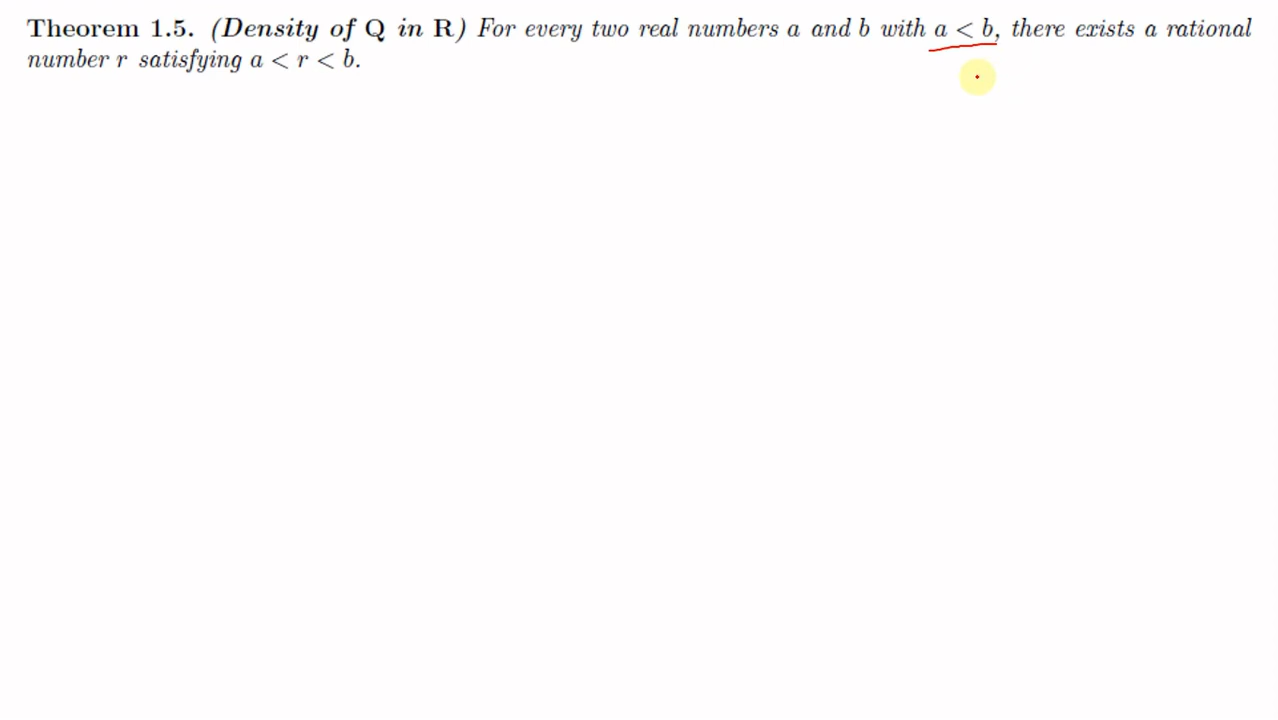 Theorem 1.5. (Density of Q in R) For every two real numbers a and b with a < b, there exists a rational
number r satisfying a < r < b.